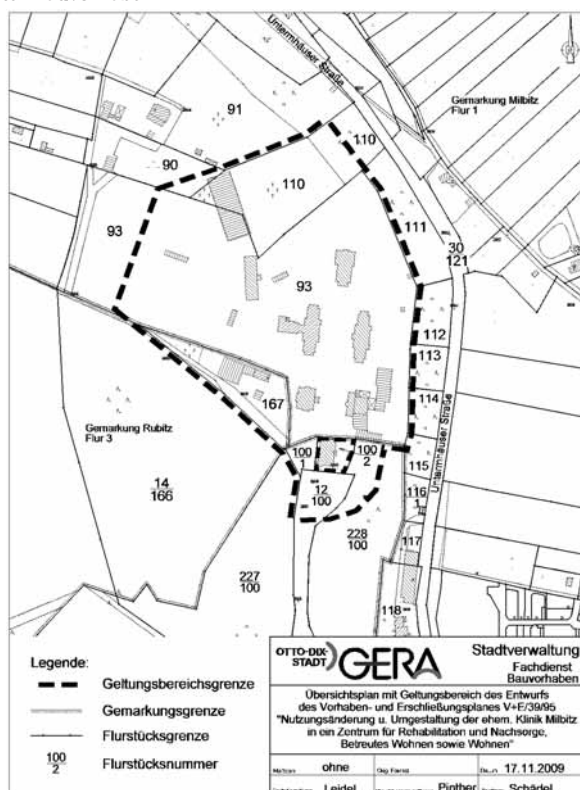 Untermhäuser Straße
Gemarkung Milbitz
Flur 1
91
110
90
110
111
93
93
30
121
112
113
114
167
Gemarkung Rubitz
Flur 3
100
1
100
2
115
14
166
12
100
116
1
Untermhäuser Straße
228
100
117
227
100
118
Legende:
Geltungsbereichsgrenze
Gemarkungsgrenze
Flurstücksgrenze
100
2
Flurstücksnummer
OTTO-DIX-
STADT
GERA
Stadtverwaltung
Fachdienst
Bauvorhaben
Übersichtsplan mit Geltungsbereich des Entwurfs
des Vorhaben- und Erschließungsplanes V+E/39/95
"Nutzungsänderung u. Umgestaltung der ehem. Klinik Milbitz
in ein Zentrum für Rehabilitation und Nachsorge,
Betreutes Wohnen sowie Wohnen"
ohne
17.11.2009
Leidel
Pinther
Schädel